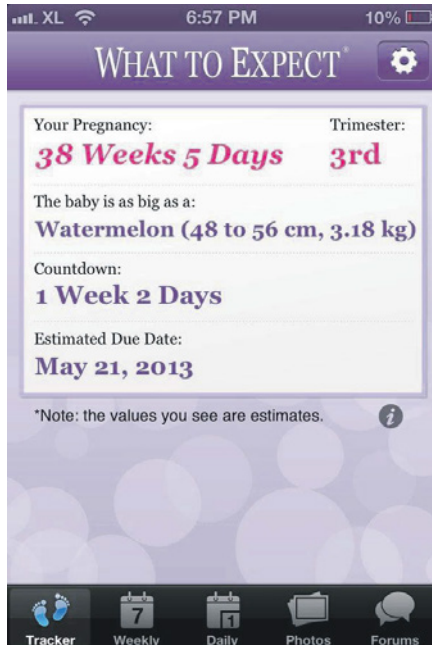 XL 6:57 PM 10%
WHAT TO EXPECT®
Your Pregnancy: Trimester:
38 Weeks 5 Days 3rd
The baby is as big as a:
Watermelon (48 to 56 cm, 3.18 kg)
Countdown:
1 Week 2 Days
Estimated Due Date:
May 21, 2013
*Note: the values you see are estimates. i
7 1
Tracker Weekly Daily Photos Forums